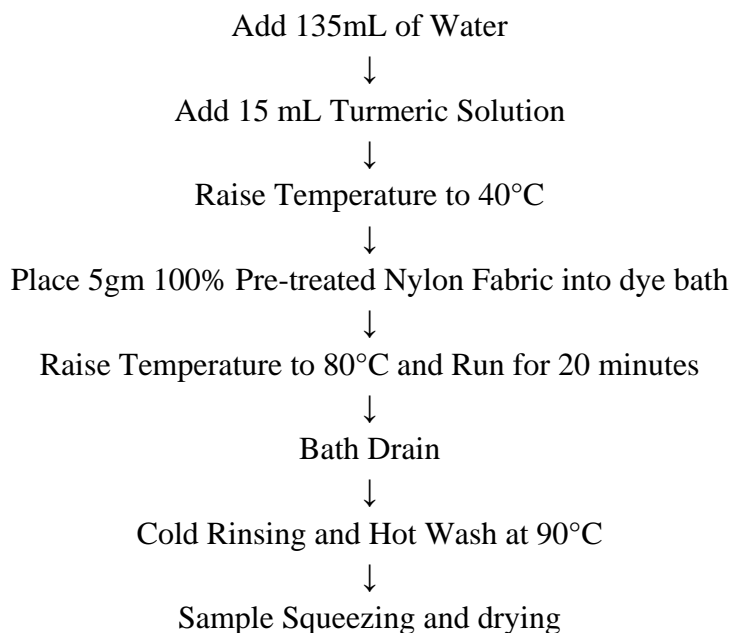 Add 135mL of Water
↓
Add 15 mL Turmeric Solution
↓
Raise Temperature to 40°C
↓
Place 5gm 100% Pre-treated Nylon Fabric into dye bath
↓
Raise Temperature to 80°C and Run for 20 minutes
↓
Bath Drain
↓
Cold Rinsing and Hot Wash at 90°C
↓
Sample Squeezing and drying